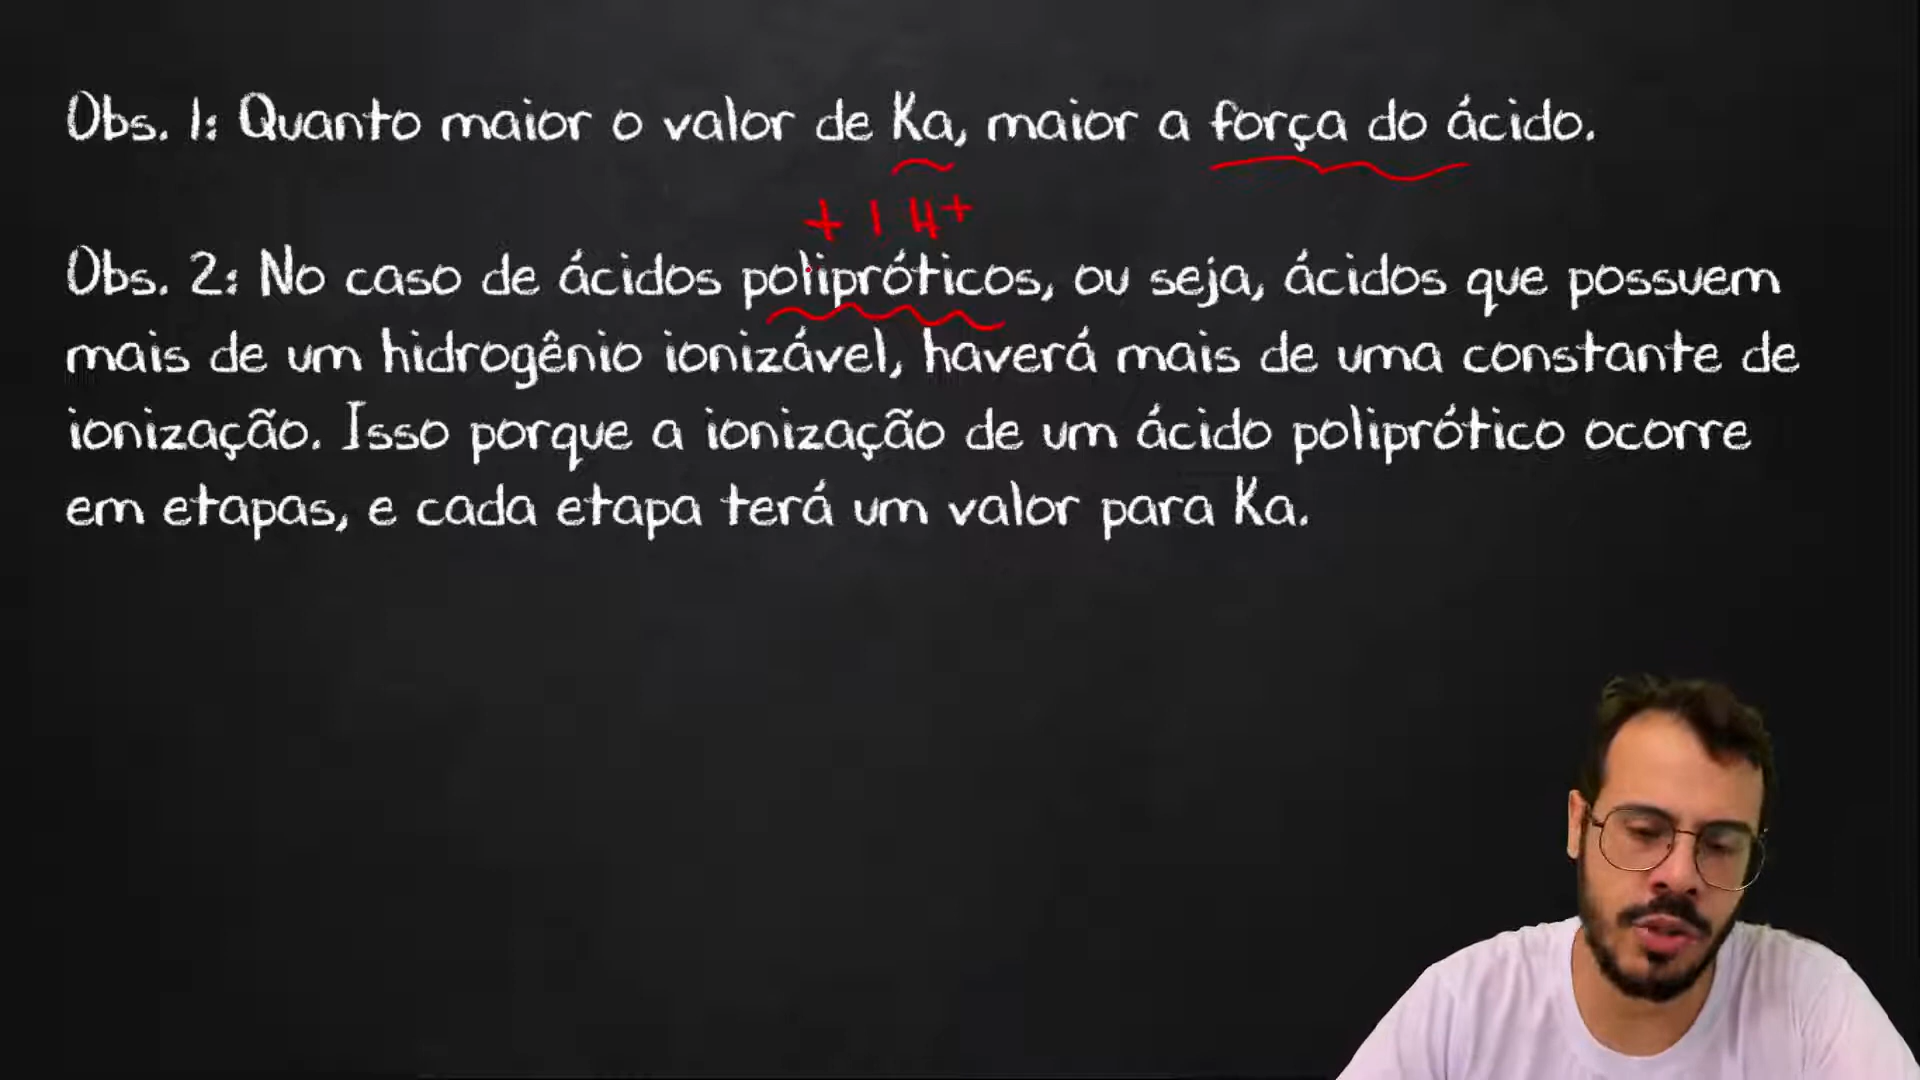 Obs. 1: Quanto maior o valor de Ka, maior a força do ácido.
+ 1 H+
Obs. 2: No caso de ácidos polipróticos, ou seja, ácidos que possuem
mais de um hidrogênio ionizável, haverá mais de uma constante de
ionização. Isso porque a ionização de um ácido poliprótico ocorre
em etapas, e cada etapa terá um valor para Ka.